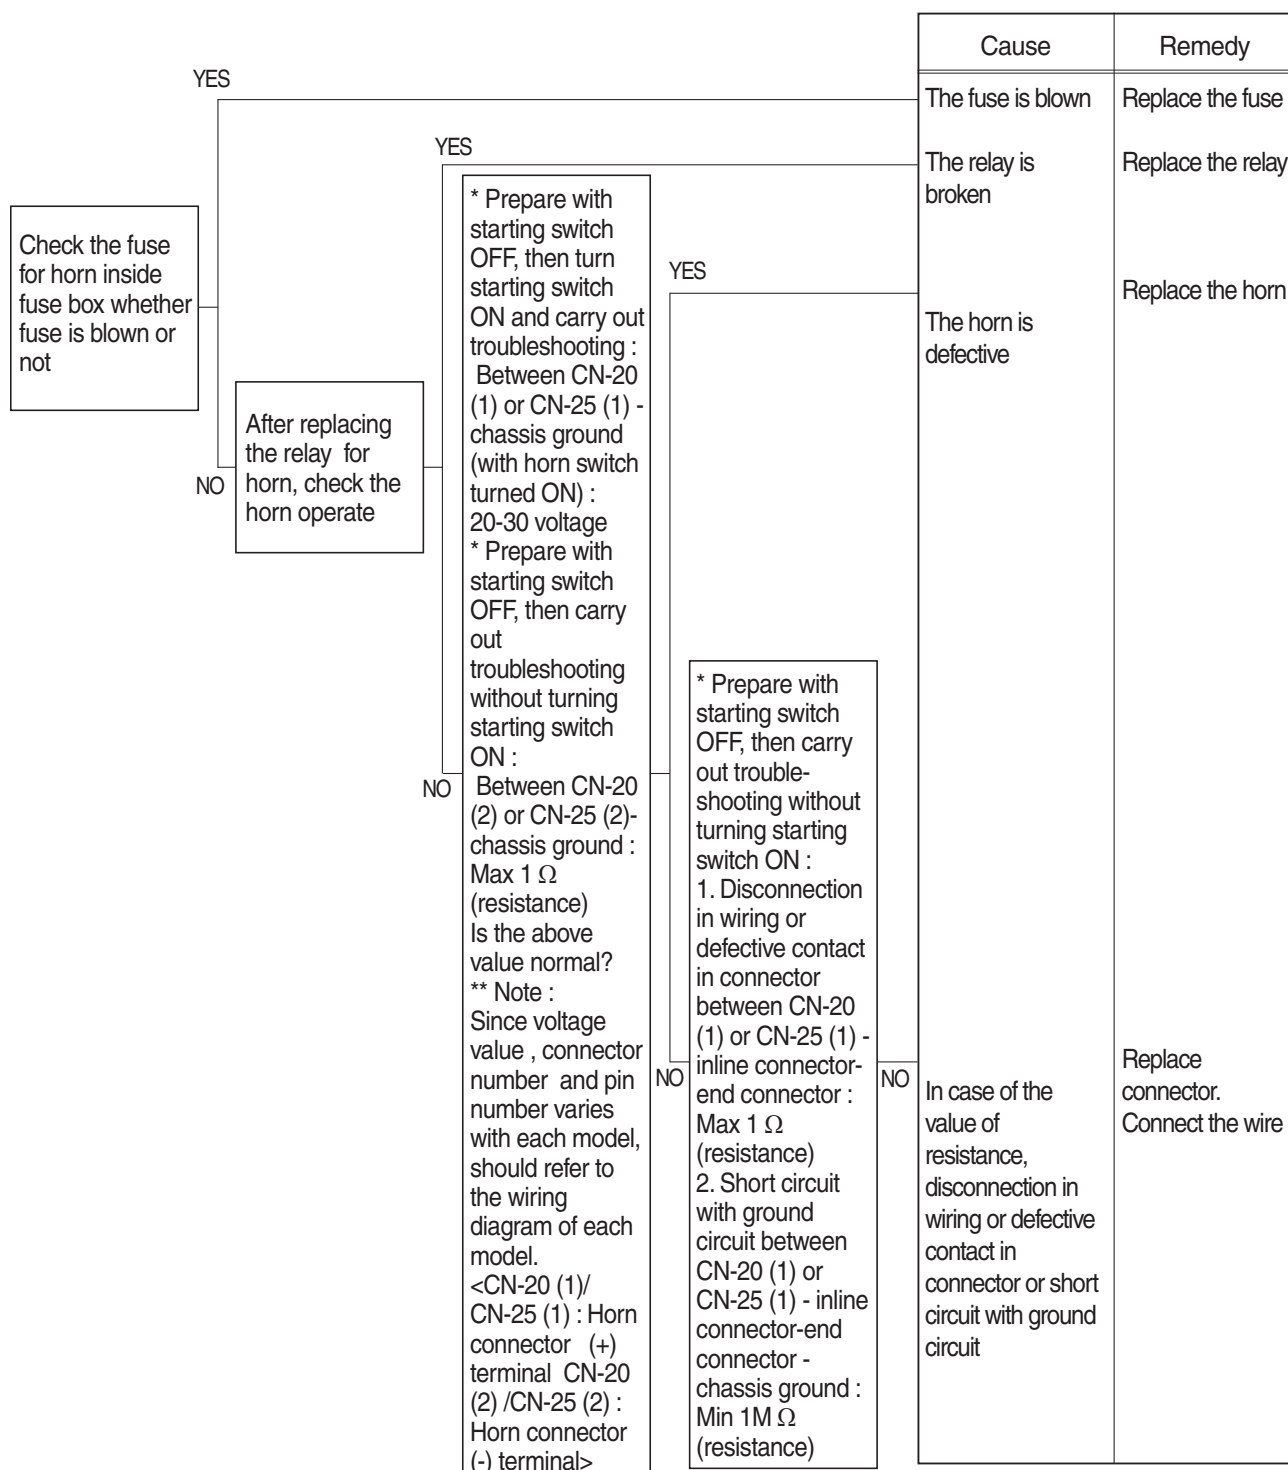 Cause
Remedy
YES
The fuse is blown
Replace the fuse
YES
The relay is
broken
Replace the relay
Check the fuse
for horn inside
fuse box whether
fuse is blown or
not
NO
After replacing
the relay for
horn, check the
horn operate
NO
* Prepare with
starting switch
OFF, then turn
starting switch
ON and carry out
troubleshooting :
Between CN-20
(1) or CN-25 (1) -
chassis ground
(with horn switch
turned ON) :
20-30 voltage
* Prepare with
starting switch
OFF, then carry
out
troubleshooting
without turning
starting switch
ON :
Between CN-20
(2) or CN-25 (2)-
chassis ground :
Max 1 Ω
(resistance)
Is the above
value normal?
** Note :
Since voltage
value , connector
number and pin
number varies
with each model,
should refer to
the wiring
diagram of each
model.
<CN-20 (1)/
CN-25 (1) : Horn
connector (+)
terminal CN-20
(2) /CN-25 (2) :
Horn connector
(-) terminal>
YES
The horn is
defective
Replace the horn
NO
* Prepare with
starting switch
OFF, then carry
out trouble-
shooting without
turning starting
switch ON :
1. Disconnection
in wiring or
defective contact
in connector
between CN-20
(1) or CN-25 (1) -
inline connector-
end connector :
Max 1 Ω
(resistance)
2. Short circuit
with ground
circuit between
CN-20 (1) or
CN-25 (1) - inline
connector-end
connector -
chassis ground :
Min 1M Ω
(resistance)
NO
In case of the
value of
resistance,
disconnection in
wiring or defective
contact in
connector or short
circuit with ground
circuit
Replace
connector.
Connect the wire